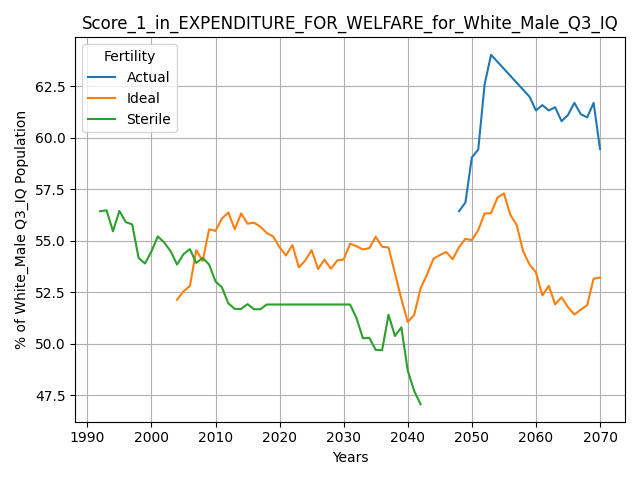 Score_1_in_EXPENDITURE_FOR_WELFARE_for_White_Male_Q3_IQ
Fertility
Actual
Ideal
Sterile
% of White_Male Q3_IQ Population
62.5
60.0
57.5
55.0
52.5
50.0
47.5
1990 2000 2010 2020 2030 2040 2050 2060 2070
Years